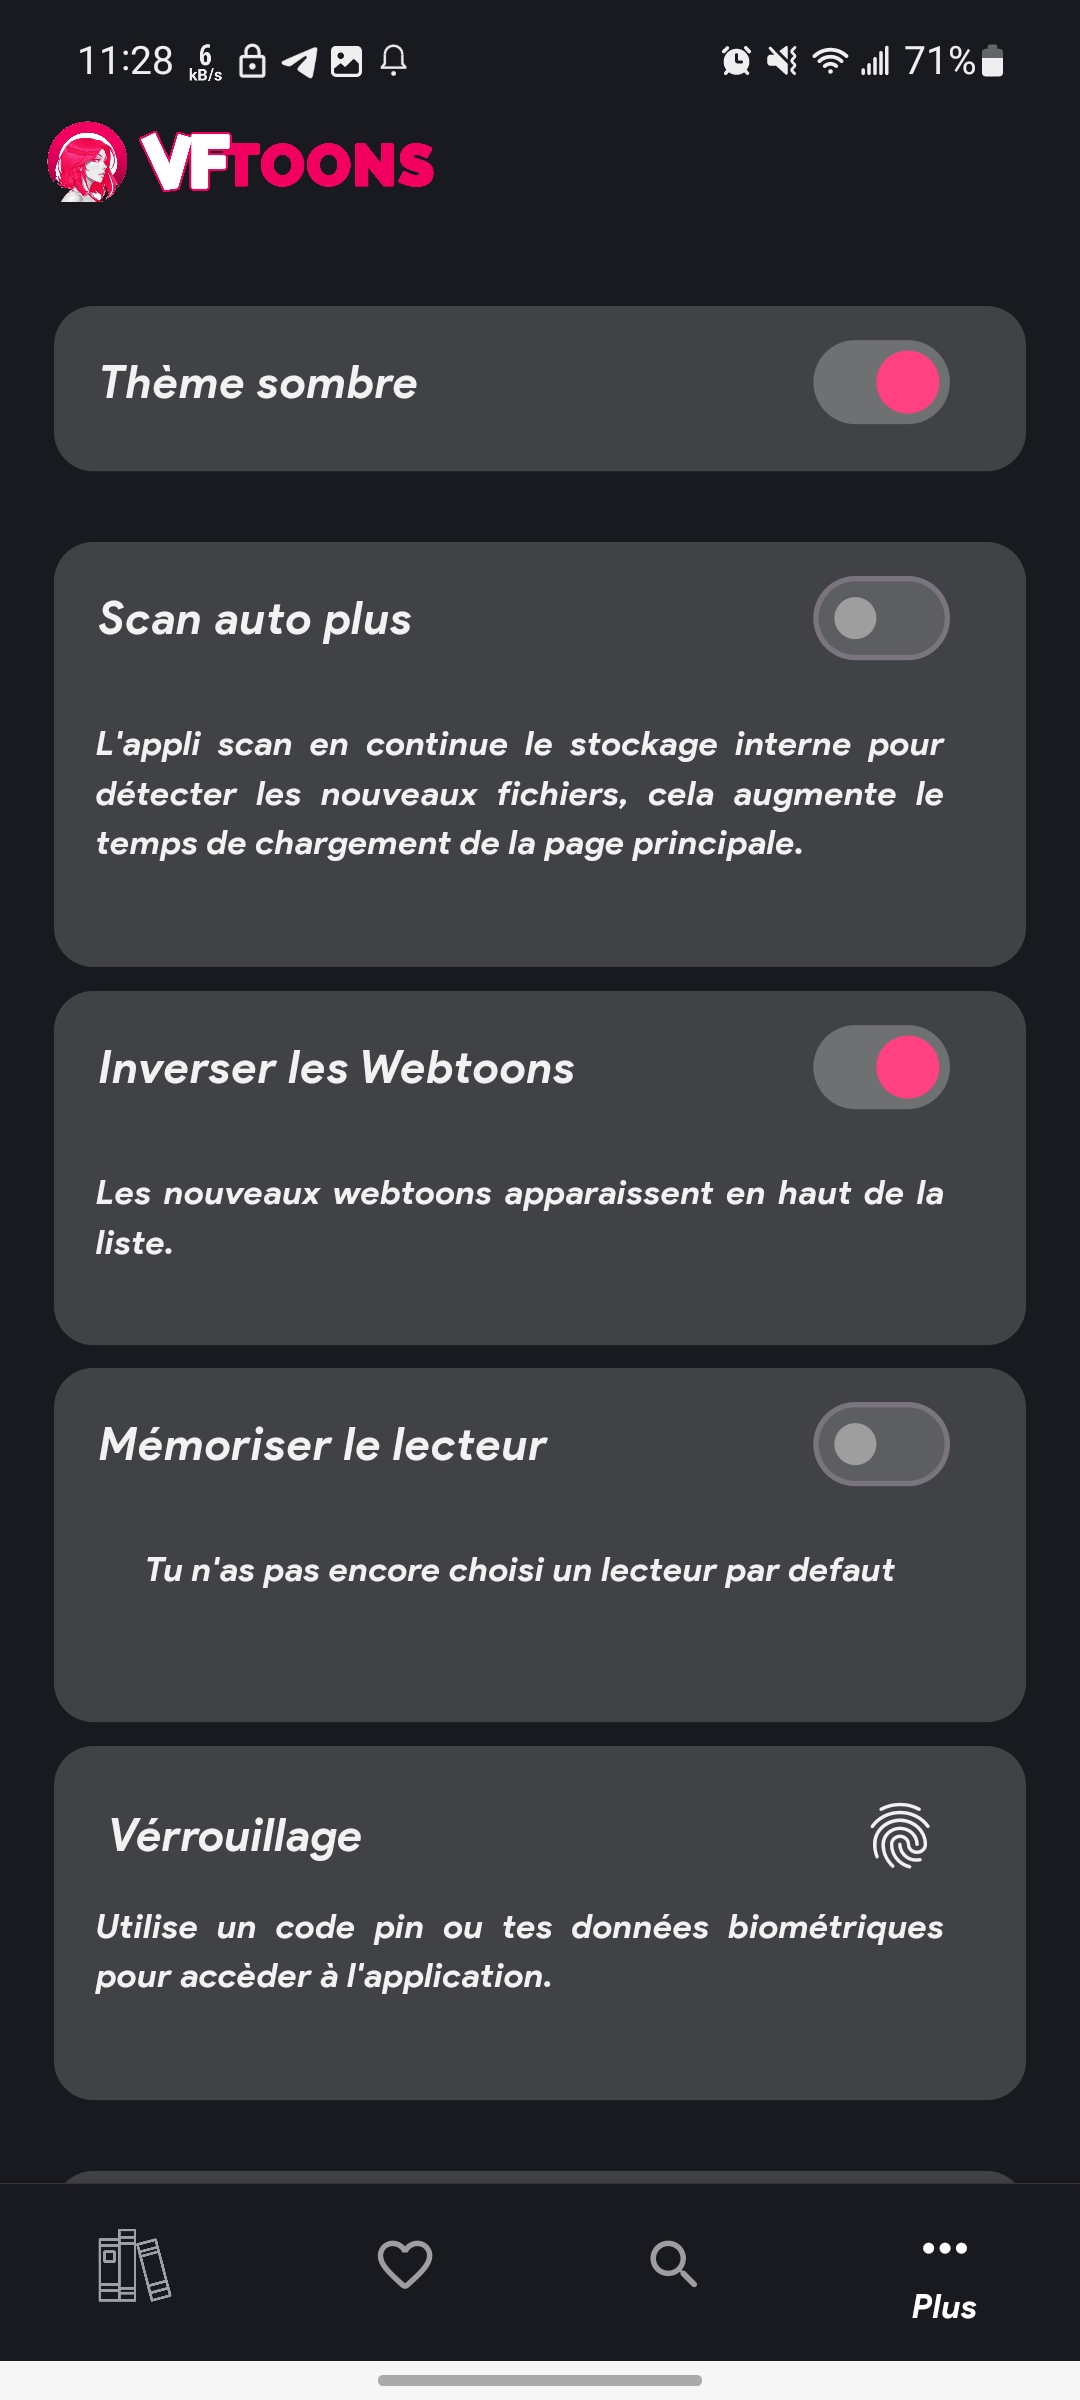 11:28 6 kB/s 71%
VFTOONS
Thème sombre
Scan auto plus
L'appli scan en continue le stockage interne pour
détecter les nouveaux fichiers, cela augmente le
temps de chargement de la page principale.
Inverser les Webtoons
Les nouveaux webtoons apparaissent en haut de la
liste.
Mémoriser le lecteur
Tu n'as pas encore choisi un lecteur par defaut
Vérrouillage
Utilise un code pin ou tes données biométriques
pour accèder à l'application.
Plus